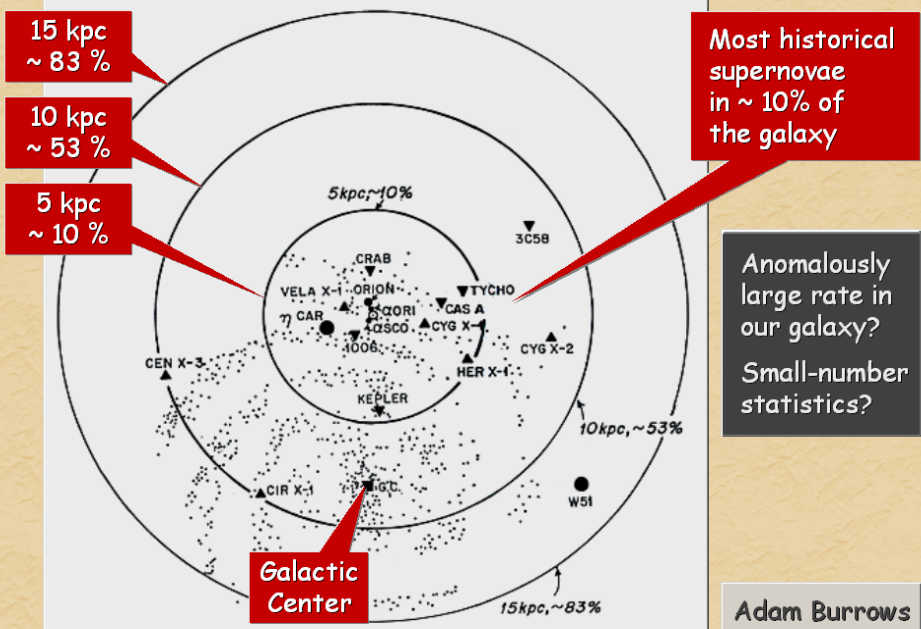 15 kpc
~ 83 %
10 kpc
~ 53 %
5 kpc
~ 10 %
Most historical
supernovae
in ~ 10% of
the galaxy
5kpc,~10%
3C58
CRAB
VELA X-1
ORION
TYCHO
αORI
CAS A
η CAR
αSCO
CYG X-1
1006
CYG X-2
CEN X-3
HER X-1
KEPLER
10kpc,~53%
CIR X-1
G.C.
W51
Galactic
Center
15kpc,~83%
Anomalously
large rate in
our galaxy?
Small-number
statistics?
Adam Burrows